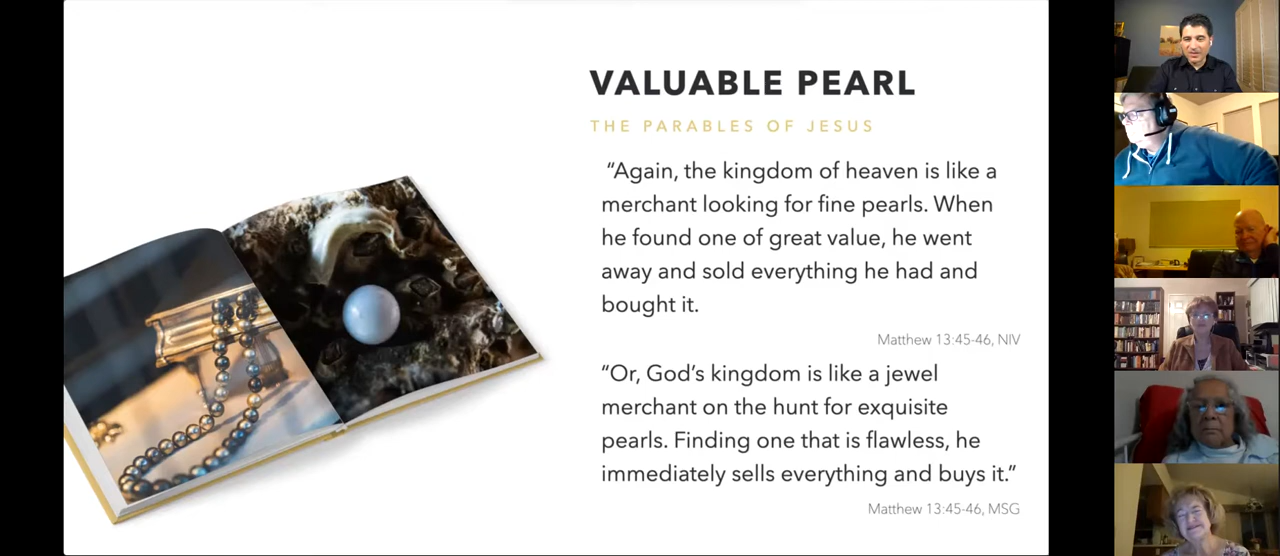 VALUABLE PEARL
THE PARABLES OF JESUS
“Again, the kingdom of heaven is like a
merchant looking for fine pearls. When
he found one of great value, he went
away and sold everything he had and
bought it.
Matthew 13:45-46, NIV
“Or, God’s kingdom is like a jewel
merchant on the hunt for exquisite
pearls. Finding one that is flawless, he
immediately sells everything and buys it.”
Matthew 13:45-46, MSG